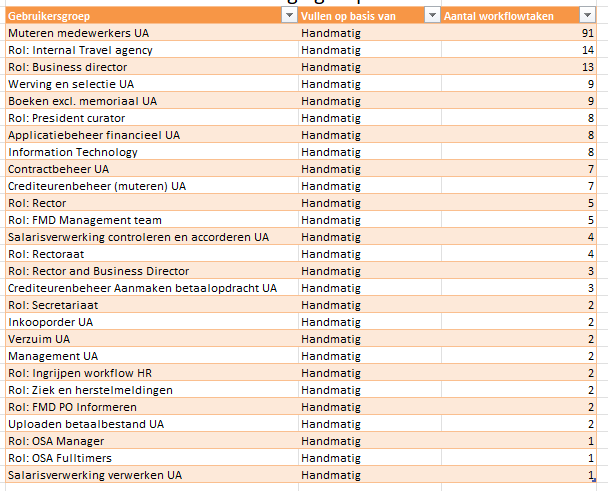 Gebruikersgroep Vullen op basis van Aantal workflowtaken
Muteren medewerkers UA Handmatig 91
Rol: Internal Travel agency Handmatig 14
Rol: Business director Handmatig 13
Werving en selectie UA Handmatig 9
Boeken excl. memoriaal UA Handmatig 9
Rol: President curator Handmatig 8
Applicatiebeheer financieel UA Handmatig 8
Information Technology Handmatig 8
Contractbeheer UA Handmatig 7
Crediteurenbeheer (muteren) UA Handmatig 7
Rol: Rector Handmatig 5
Rol: FMD Management team Handmatig 5
Salarisverwerking controleren en accorderen UA Handmatig 4
Rol: Rectoraat Handmatig 4
Rol: Rector and Business Director Handmatig 3
Crediteurenbeheer Aanmaken betaalopdracht UA Handmatig 3
Rol: Secretariaat Handmatig 2
Inkooporder UA Handmatig 2
Verzuim UA Handmatig 2
Management UA Handmatig 2
Rol: Ingrijpen workflow HR Handmatig 2
Rol: Ziek en herstelmeldingen Handmatig 2
Rol: FMD PO Informeren Handmatig 2
Uploaden betaalbestand UA Handmatig 2
Rol: OSA Manager Handmatig 1
Rol: OSA Fulltimers Handmatig 1
Salarisverwerking verwerken UA Handmatig 1